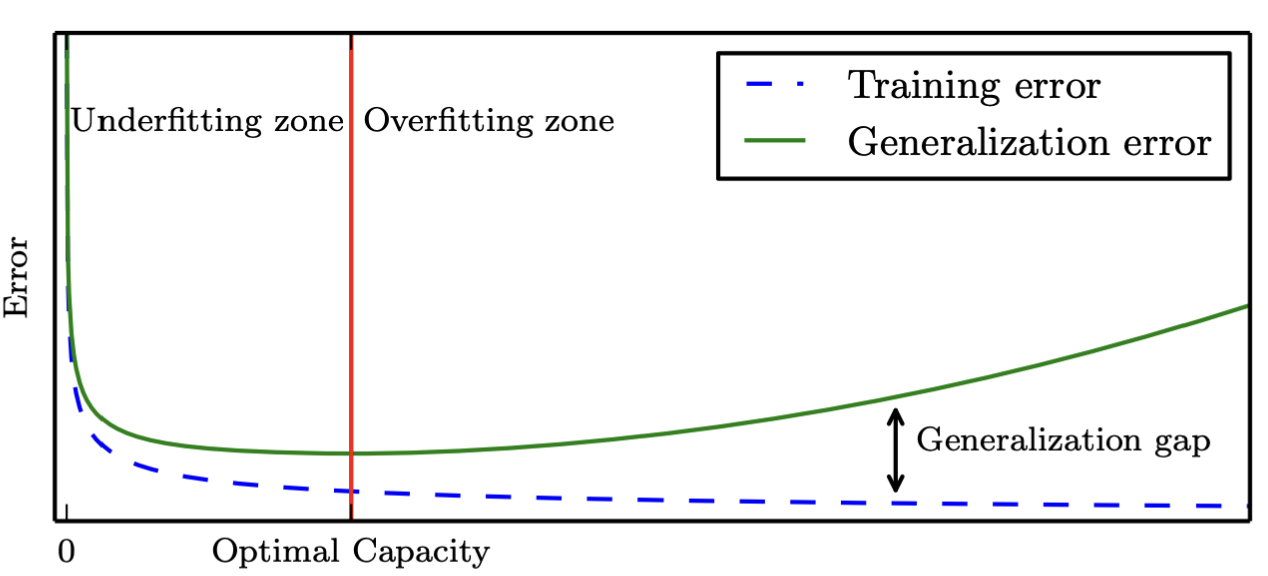 Training error
Generalization error
Underfitting zone
Overfitting zone
Error
Generalization gap
0
Optimal Capacity